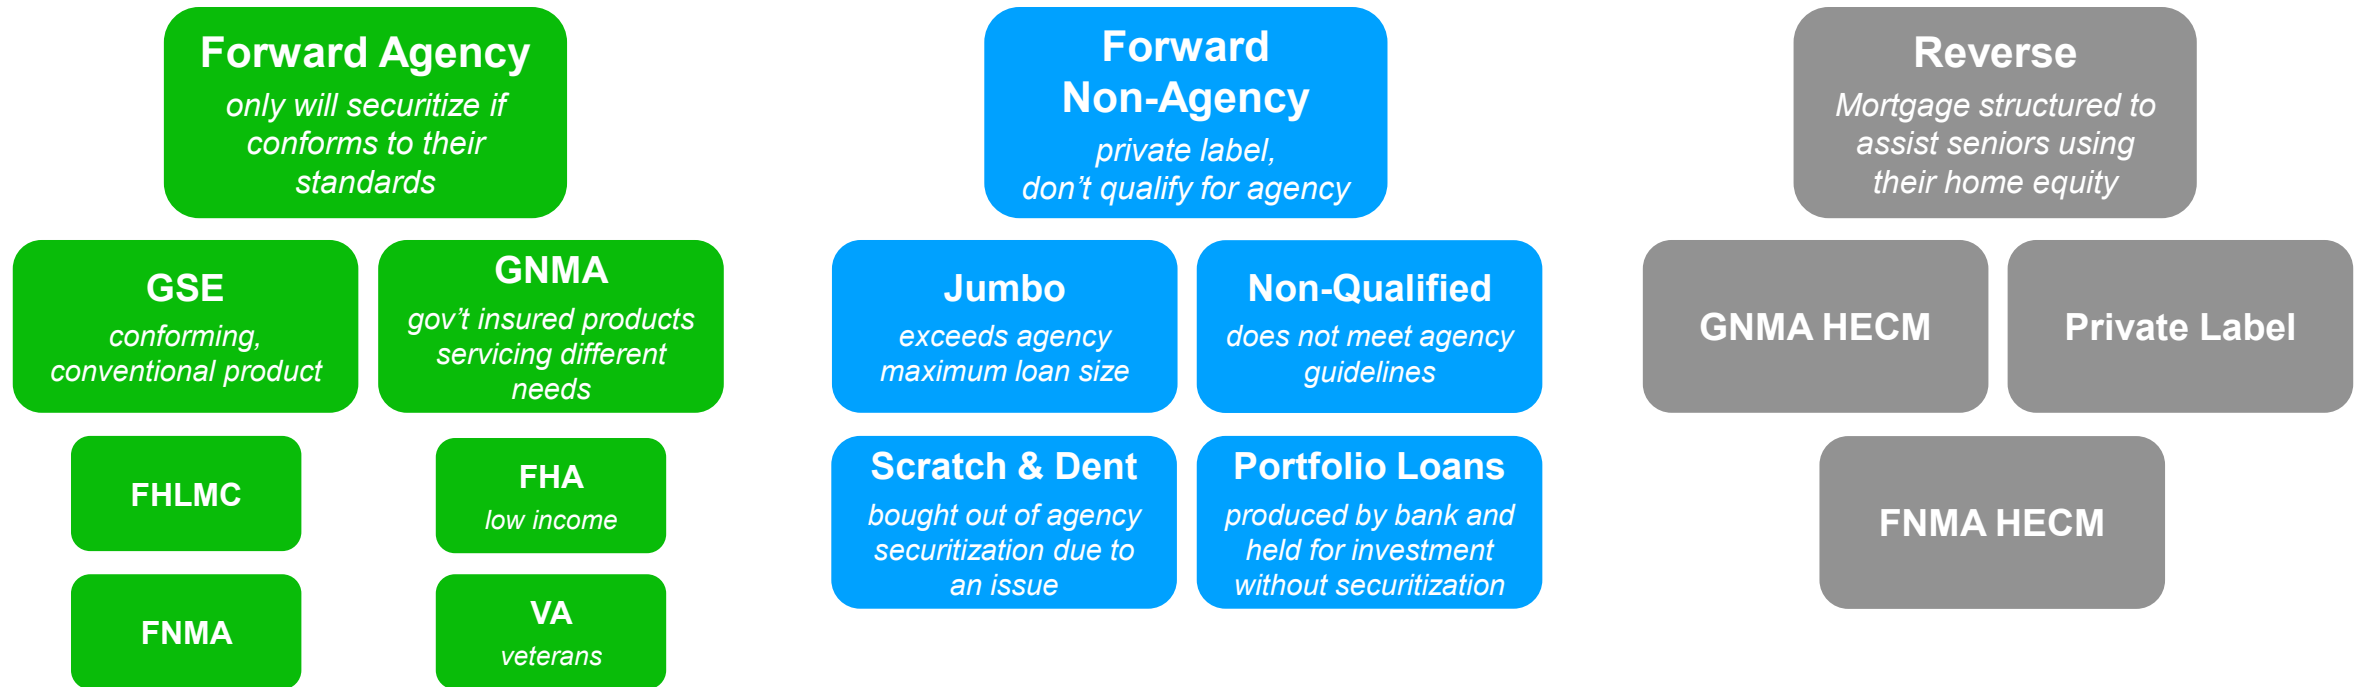 Forward Agency
only will securitize if
conforms to their
standards
GSE
conforming,
conventional product
GNMA
gov’t insured products
servicing different
needs
FHLMC
FHA
low income
FNMA
VA
veterans
Forward
Non-Agency
private label,
don’t qualify for agency
Jumbo
exceeds agency
maximum loan size
Non-Qualified
does not meet agency
guidelines
Scratch & Dent
bought out of agency
securitization due to
an issue
Portfolio Loans
produced by bank and
held for investment
without securitization
Reverse
Mortgage structured to
assist seniors using
their home equity
GNMA HECM
Private Label
FNMA HECM